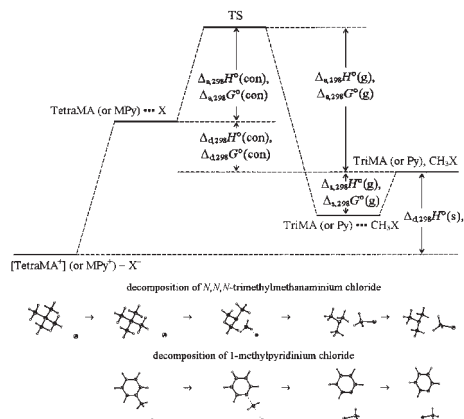 TS
Δa,298H°(con),
Δa,298G°(con)
Δa,298H°(g),
Δa,298G°(g)
TetraMA (or MPy) ••• X
Δd,298H°(con),
Δd,298G°(con)
TriMA (or Py), CH3X
Δs,298H°(g),
Δs,298G°(g)
Δd,298H°(s),
TriMA (or Py) ••• CH3X
[TetraMA+] (or MPy+) – X−
decomposition of N,N,N-trimethylmethanaminium chloride
→ → → →
decomposition of 1-methylpyridinium chloride
→ → →